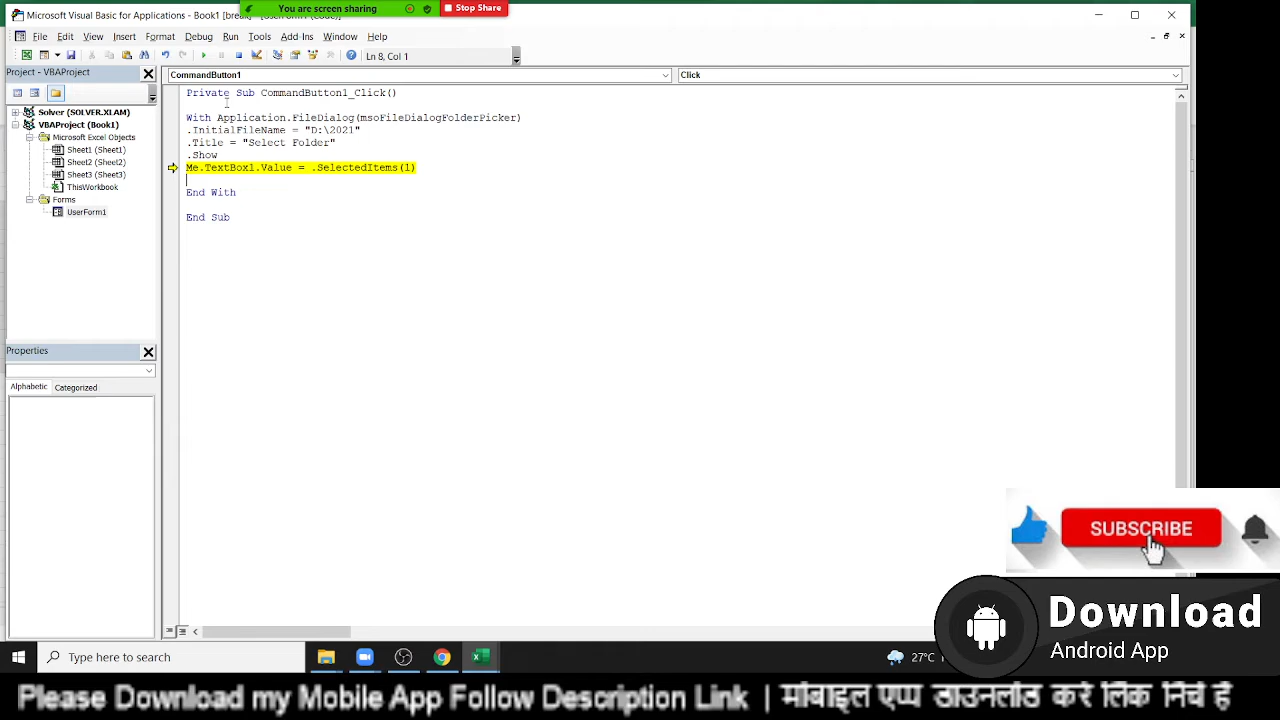 You are screen sharing
Stop Share
Microsoft Visual Basic for Applications - Book1 [break]
File Edit View Insert Format Debug Run Tools Add-Ins Window Help
Ln 8, Col 1
Project - VBAProject
CommandButton1
Click
Solver (SOLVER.XLAM)
VBAProject (Book1)
Microsoft Excel Objects
Sheet1 (Sheet1)
Sheet2 (Sheet2)
Sheet3 (Sheet3)
ThisWorkbook
Forms
UserForm1
Private Sub CommandButton1_Click()
With Application.FileDialog(msoFileDialogFolderPicker)
.InitialFileName = "D:\2021"
.Title = "Select Folder"
.Show
Me.TextBox1.Value = .SelectedItems(1)
End With
End Sub
Properties
Alphabetic Categorized
SUBSCRIBE
Download
Android App
Type here to search
27°C
Please Download my Mobile App Follow Description Link | मोबाइल एप्प डाउनलोड करे लिंक निचे है